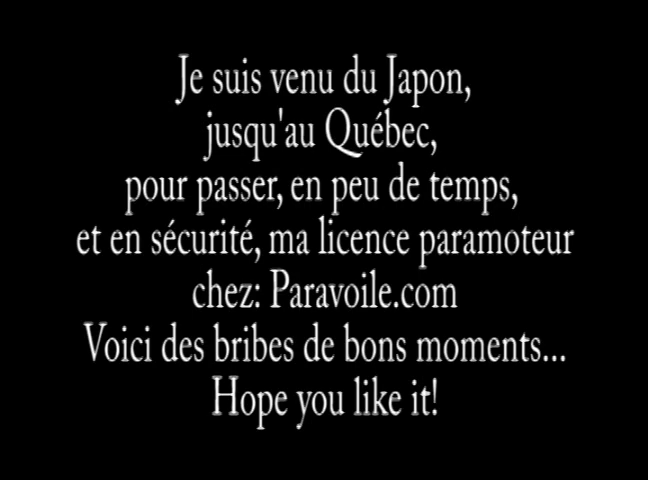 Je suis venu du Japon,
jusqu'au Québec,
pour passer, en peu de temps,
et en sécurité, ma licence paramoteur
chez: Paravoile.com
Voici des bribes de bons moments...
Hope you like it!